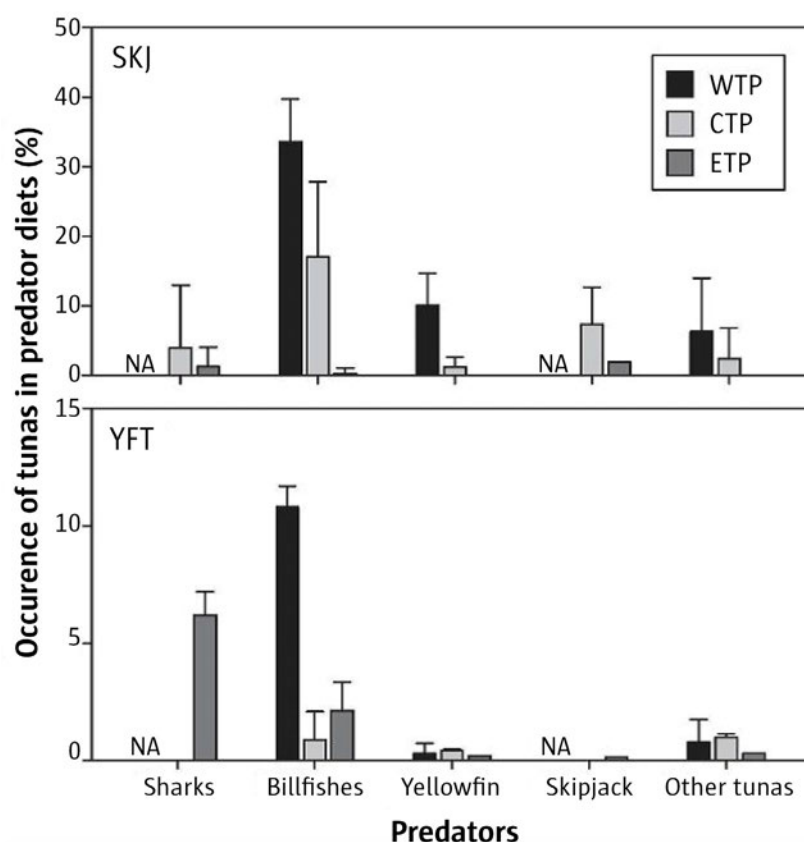 Occurence of tunas in predator diets (%)
SKJ
50
40
30
20
10
0
NA
NA
WTP
CTP
ETP
YFT
15
10
5
0
NA
NA
Sharks
Billfishes
Yellowfin
Skipjack
Other tunas
Predators